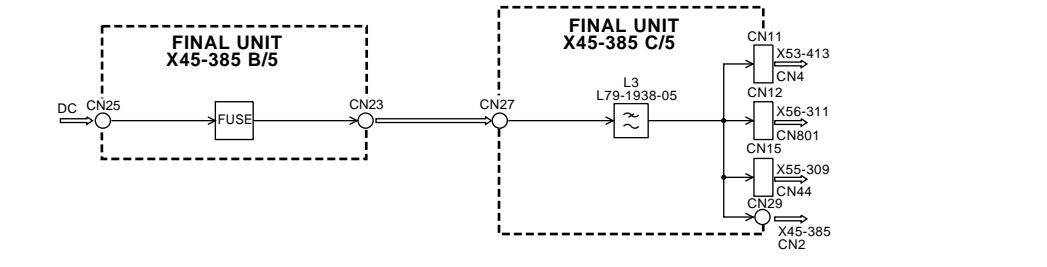 FINAL UNIT
X45-385 B/5
DC
CN25
FUSE
CN23
CN27
FINAL UNIT
X45-385 C/5
L3
L79-1938-05
CN11
X53-413
CN4
CN12
X56-311
CN801
CN15
X55-309
CN44
CN29
X45-385
CN2